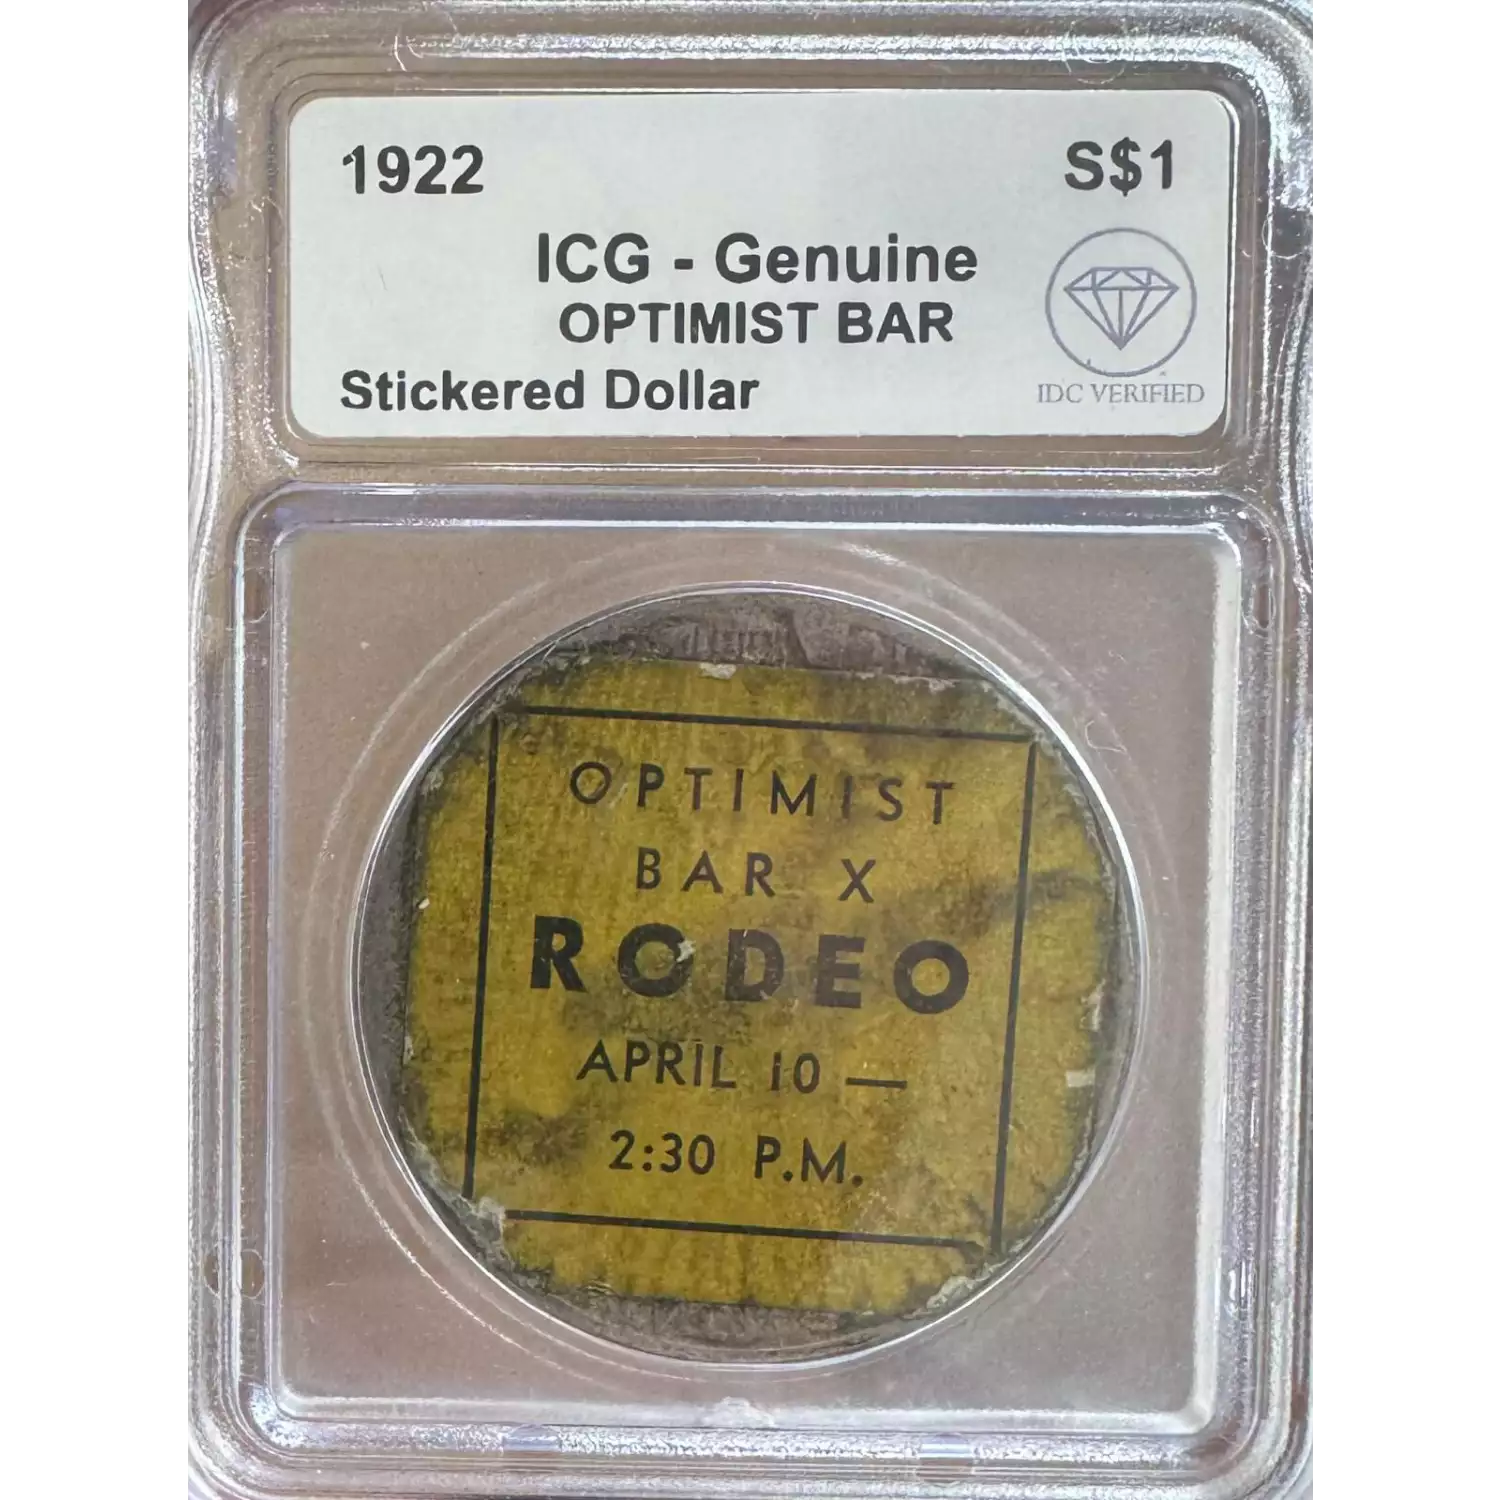 1922 S$1
ICG - Genuine
OPTIMIST BAR
Stickered Dollar
IDC VERIFIED
OPTIMIST
BAR X
RODEO
APRIL 10 —
2:30 P.M.